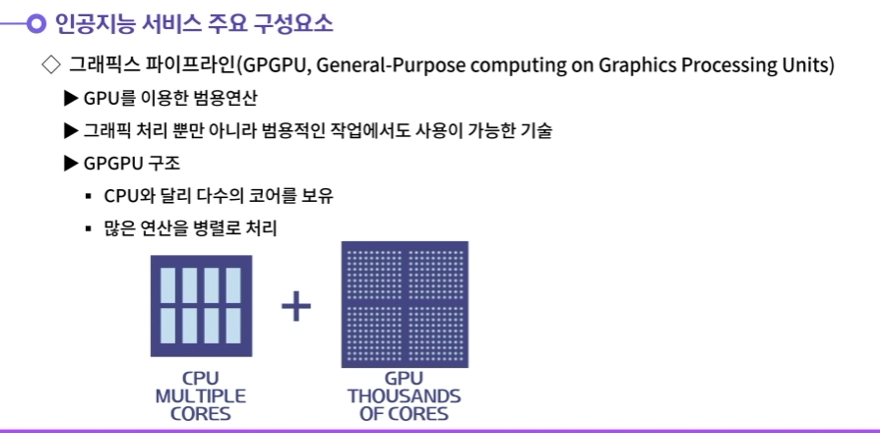 인공지능 서비스 주요 구성요소
◇ 그래픽스 파이프라인(GPGPU, General-Purpose computing on Graphics Processing Units)
▶ GPU를 이용한 범용연산
▶ 그래픽 처리 뿐만 아니라 범용적인 작업에서도 사용이 가능한 기술
▶ GPGPU 구조
▪ CPU와 달리 다수의 코어를 보유
▪ 많은 연산을 병렬로 처리
+
CPU
MULTIPLE
CORES
GPU
THOUSANDS
OF CORES